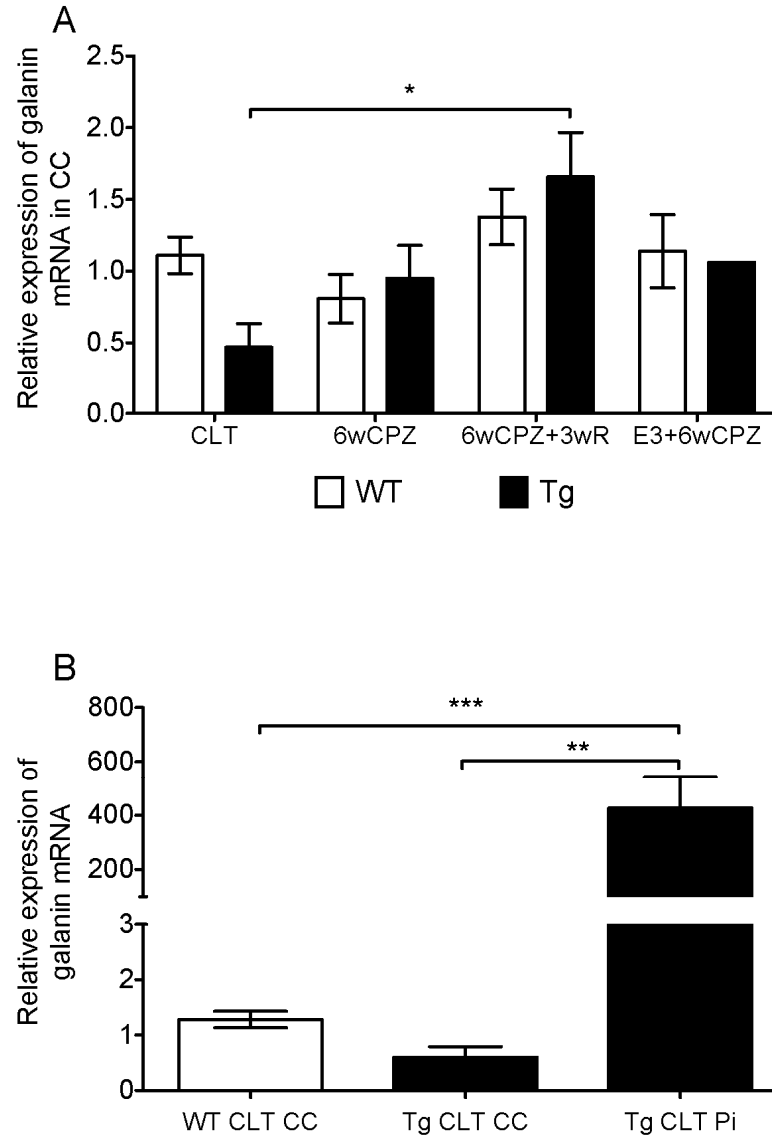 A
Relative expression of galanin
mRNA in CC
2.5
2.0
1.5
1.0
0.5
0.0
*
CLT 6wCPZ 6wCPZ+3wR E3+6wCPZ
WT Tg
B
Relative expression of
galanin mRNA
800
600
400
200
3
2
1
0
***
**
WT CLT CC Tg CLT CC Tg CLT Pi